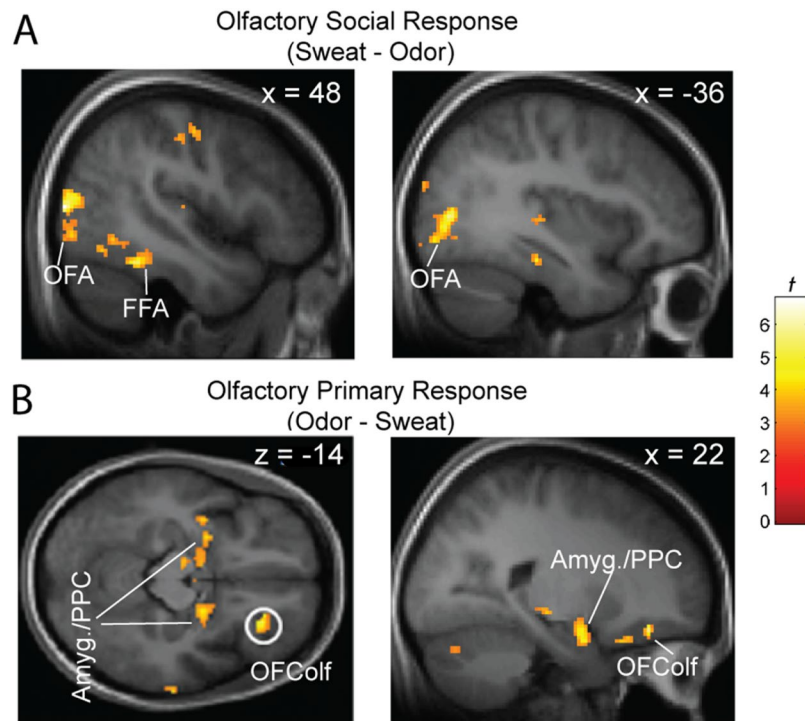 A
Olfactory Social Response
(Sweat - Odor)
x = 48
x = -36
OFA
FFA
OFA
t
6
5
4
3
2
1
0
B
Olfactory Primary Response
(Odor - Sweat)
z = -14
x = 22
Amyg./PPC
OFColf
Amyg./PPC
OFColf